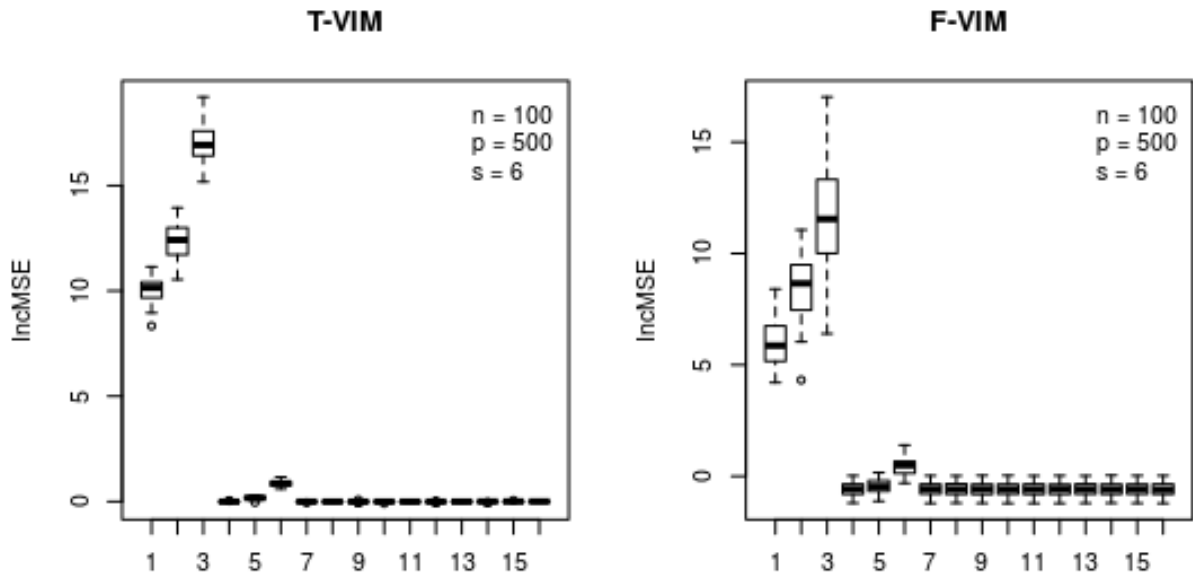 T-VIM
n = 100
p = 500
s = 6
IncMSE
15
10
5
0
1 3 5 7 9 11 13 15
F-VIM
n = 100
p = 500
s = 6
IncMSE
15
10
5
0
1 3 5 7 9 11 13 15